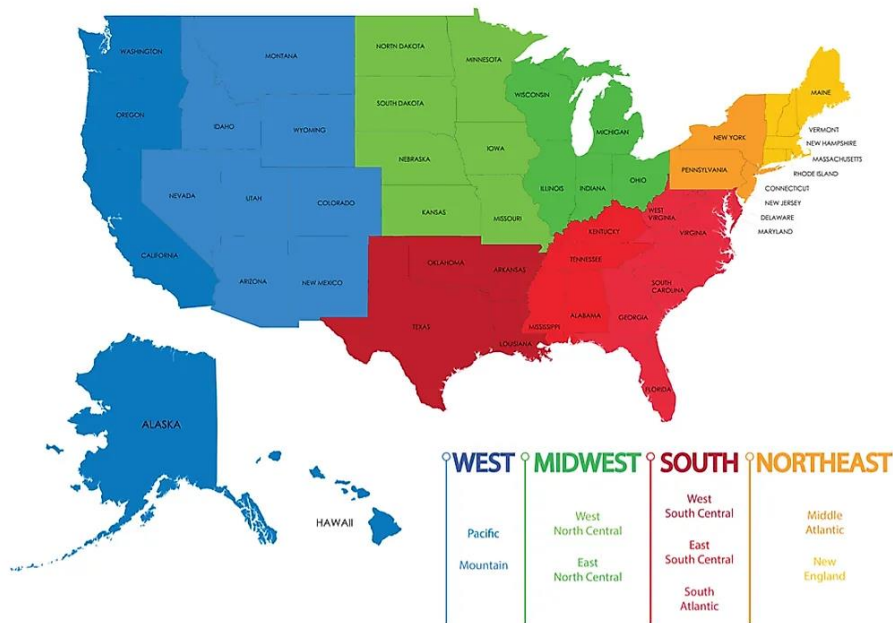 WASHINGTON
MONTANA
NORTH DAKOTA
MINNESOTA
OREGON
IDAHO
WYOMING
SOUTH DAKOTA
WISCONSIN
MICHIGAN
MAINE
NEW YORK
VERMONT
NEW HAMPSHIRE
MASSACHUSETTS
RHODE ISLAND
CONNECTICUT
NEW JERSEY
DELAWARE
MARYLAND
PENNSYLVANIA
NEVADA
UTAH
COLORADO
NEBRASKA
IOWA
KANSAS
MISSOURI
ILLINOIS
INDIANA
OHIO
WEST
VIRGINIA
VIRGINIA
KENTUCKY
CALIFORNIA
ARIZONA
NEW MEXICO
OKLAHOMA
ARKANSAS
TENNESSEE
SOUTH
CAROLINA
TEXAS
LOUSIANA
MISSISSIPPI
ALABAMA
GEORGIA
FLORIDA
ALASKA
HAWAII
WEST
Pacific
Mountain
MIDWEST
West
North Central
East
North Central
SOUTH
West
South Central
East
South Central
South
Atlantic
NORTHEAST
Middle
Atlantic
New
England